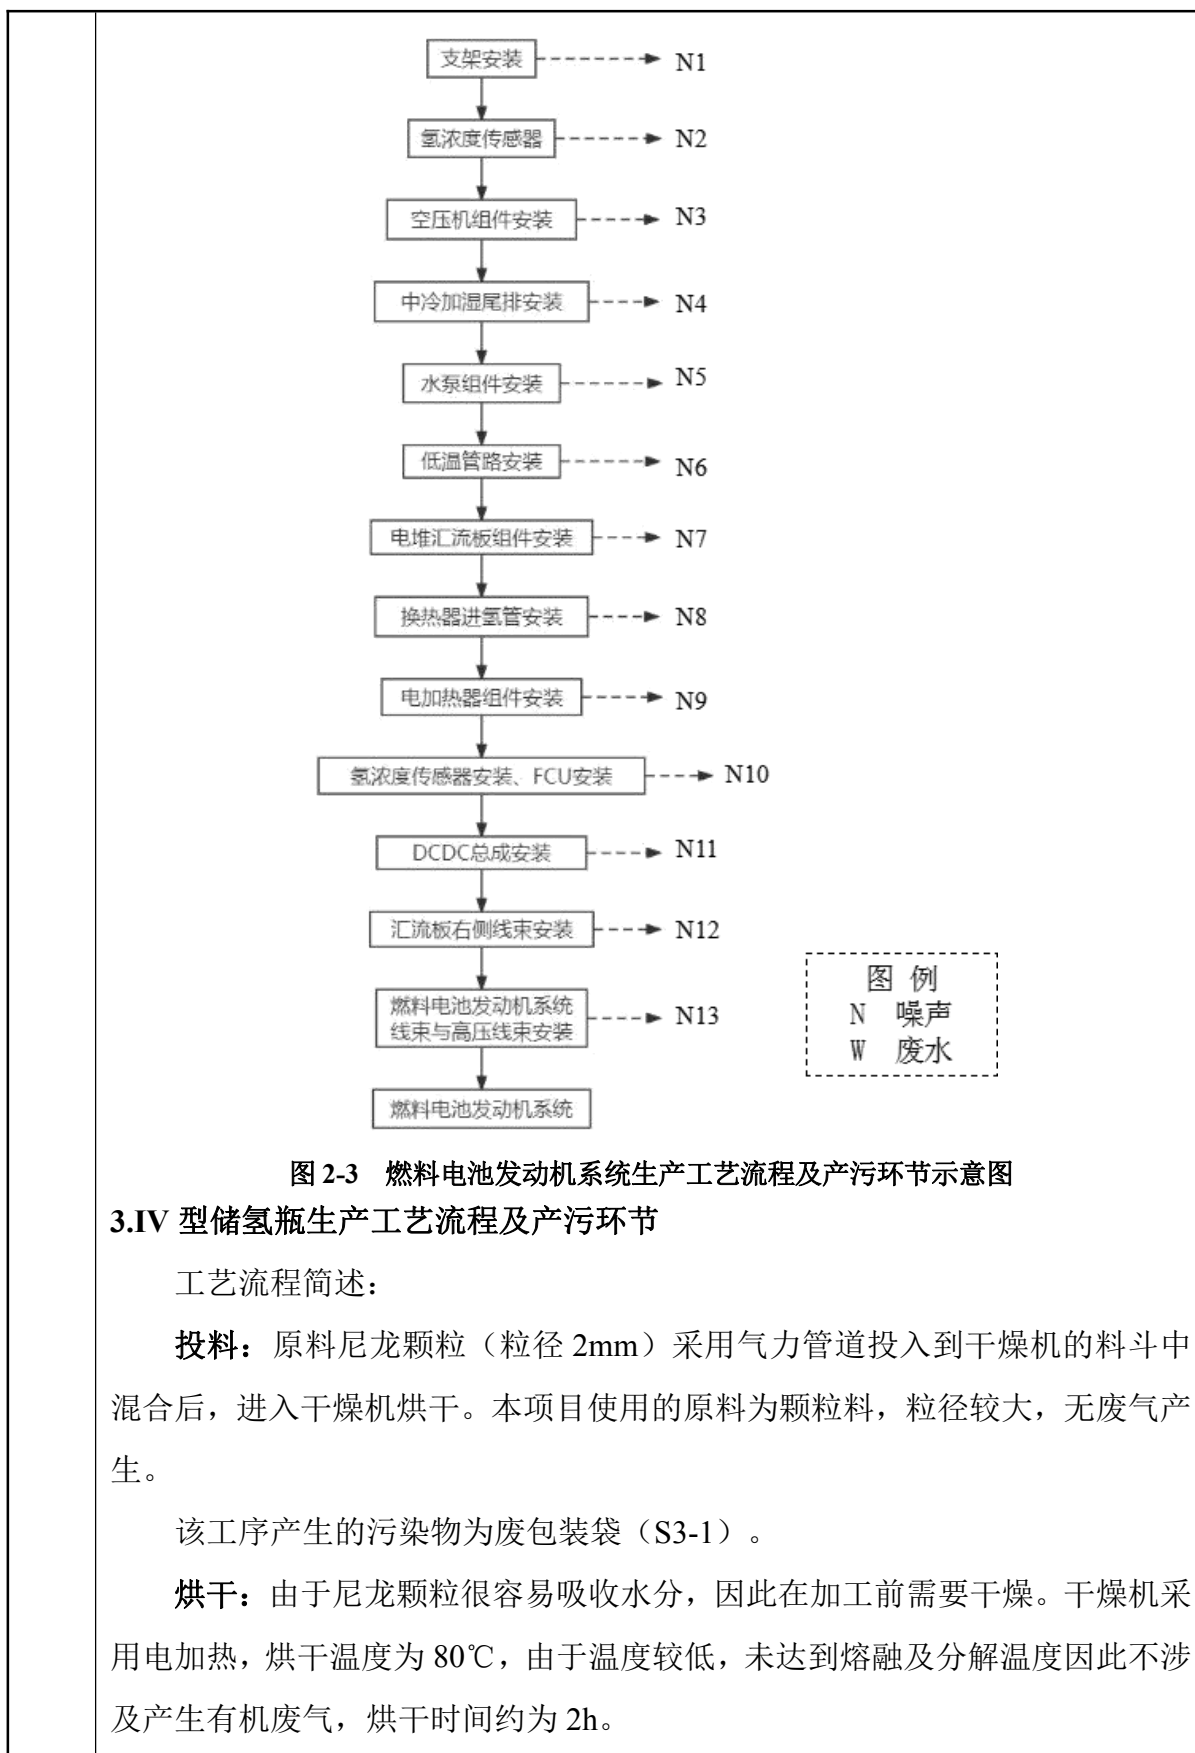 支架安装 N1
氢浓度传感器 N2
空压机组件安装 N3
中冷加湿尾排安装 N4
水泵组件安装 N5
低温管路安装 N6
电堆汇流板组件安装 N7
换热器进氢管安装 N8
电加热器组件安装 N9
氢浓度传感器安装、FCU安装 N10
DCDC总成安装 N11
汇流板右侧线束安装 N12
燃料电池发动机系统
线束与高压线束安装 N13
燃料电池发动机系统
图 例
N 噪声
W 废水
图 2-3 燃料电池发动机系统生产工艺流程及产污环节示意图
3.IV 型储氢瓶生产工艺流程及产污环节
工艺流程简述：
投料：原料尼龙颗粒（粒径 2mm）采用气力管道投入到干燥机的料斗中
混合后，进入干燥机烘干。本项目使用的原料为颗粒料，粒径较大，无废气产
生。
该工序产生的污染物为废包装袋（S3-1）。
烘干：由于尼龙颗粒很容易吸收水分，因此在加工前需要干燥。干燥机采
用电加热，烘干温度为 80℃，由于温度较低，未达到熔融及分解温度因此不涉
及产生有机废气，烘干时间约为 2h。